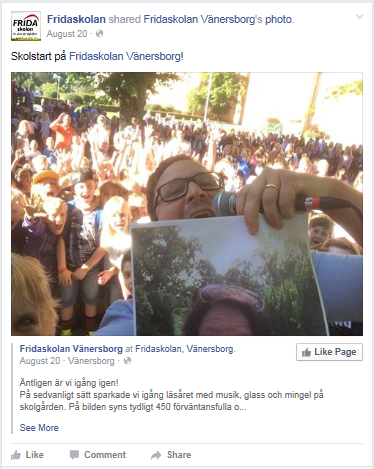 FRIDA
skolan
Fridaskolan shared Fridaskolan Vänersborg's photo.
August 20 ·
Skolstart på Fridaskolan Vänersborg!
Fridaskolan Vänersborg at Fridaskolan, Vänersborg.
August 20 · Vänersborg ·
Like Page
Äntligen är vi igång igen!
På sedvanligt sätt sparkade vi igång läsåret med musik, glass och mingel på
skolgården. På bilden syns tydligt 450 förväntansfulla o...
See More
Like Comment Share